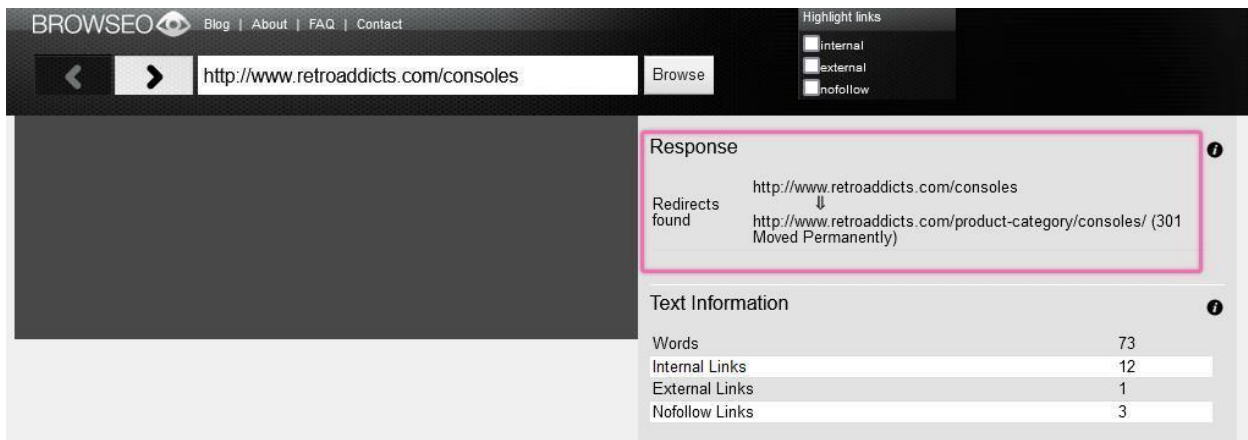 BROWSEO Blog | About | FAQ | Contact
Highlight links
internal
external
nofollow
http://www.retroaddicts.com/consoles Browse
Response
Redirects found
http://www.retroaddicts.com/consoles
⇓
http://www.retroaddicts.com/product-category/consoles/ (301
Moved Permanently)
Text Information
Words 73
Internal Links 12
External Links 1
Nofollow Links 3